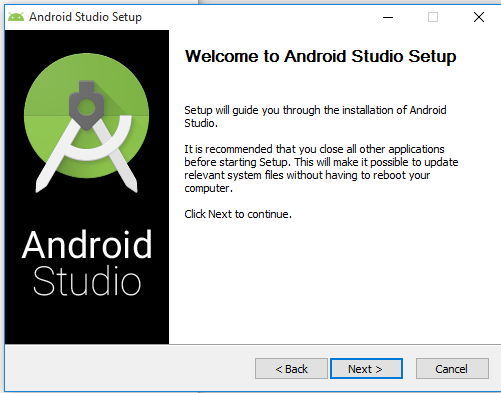 Android Studio Setup
Welcome to Android Studio Setup
Setup will guide you through the installation of Android
Studio.
It is recommended that you close all other applications
before starting Setup. This will make it possible to update
relevant system files without having to reboot your
computer.
Click Next to continue.
Android
Studio
< Back
Next >
Cancel